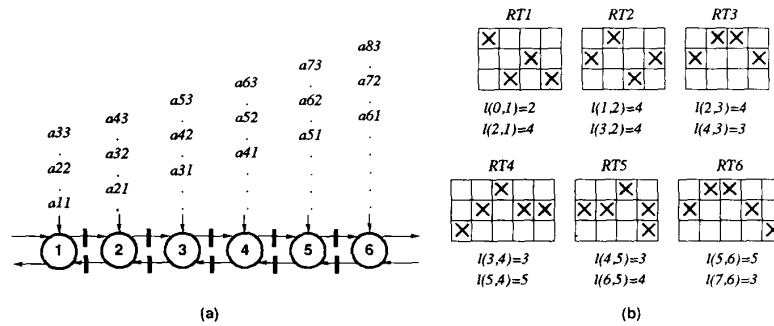 (a)
a83
a73
a63
a72
a53
a62
a43
a52
a61
a33
a42
a51
a32
a41
a22
a31
a21
a11
1 2 3 4 5 6
(b)
RT1 RT2 RT3
l(0,1)=2 l(1,2)=4 l(2,3)=4
l(2,1)=4 l(3,2)=4 l(4,3)=3
RT4 RT5 RT6
l(3,4)=3 l(4,5)=3 l(5,6)=5
l(5,4)=5 l(6,5)=4 l(7,6)=3
(a) (b)